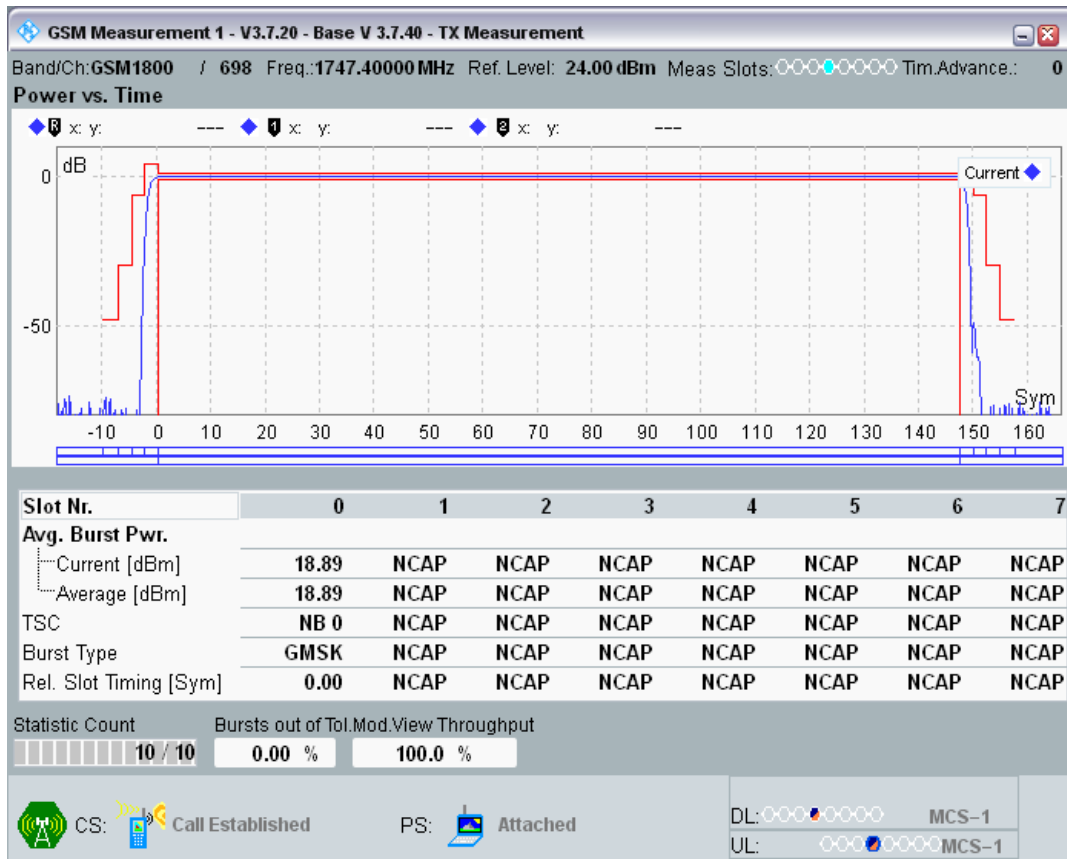 GSM Measurement 1 - V3.7.20 - Base V 3.7.40 - TX Measurement
Band/Ch:GSM1800 / 698 Freq.:1747.40000 MHz Ref. Level: 24.00 dBm Meas Slots: Tim.Advance.: 0
Power vs. Time
R x: y: --- 1 x: y: --- 2 x: y: ---
dB
Current
0
-50
Sym
-10 0 10 20 30 40 50 60 70 80 90 100 110 120 130 140 150 160
Slot Nr. 0 1 2 3 4 5 6 7
Avg. Burst Pwr.
Current [dBm] 18.89 NCAP NCAP NCAP NCAP NCAP NCAP NCAP
Average [dBm] 18.89 NCAP NCAP NCAP NCAP NCAP NCAP NCAP
TSC NB 0 NCAP NCAP NCAP NCAP NCAP NCAP NCAP
Burst Type GMSK NCAP NCAP NCAP NCAP NCAP NCAP NCAP
Rel. Slot Timing [Sym] 0.00 NCAP NCAP NCAP NCAP NCAP NCAP NCAP
Statistic Count Bursts out of Tol.Mod.View Throughput
10 / 10 0.00 % 100.0 %
CS: Call Established PS: Attached DL: MCS-1
UL: MCS-1